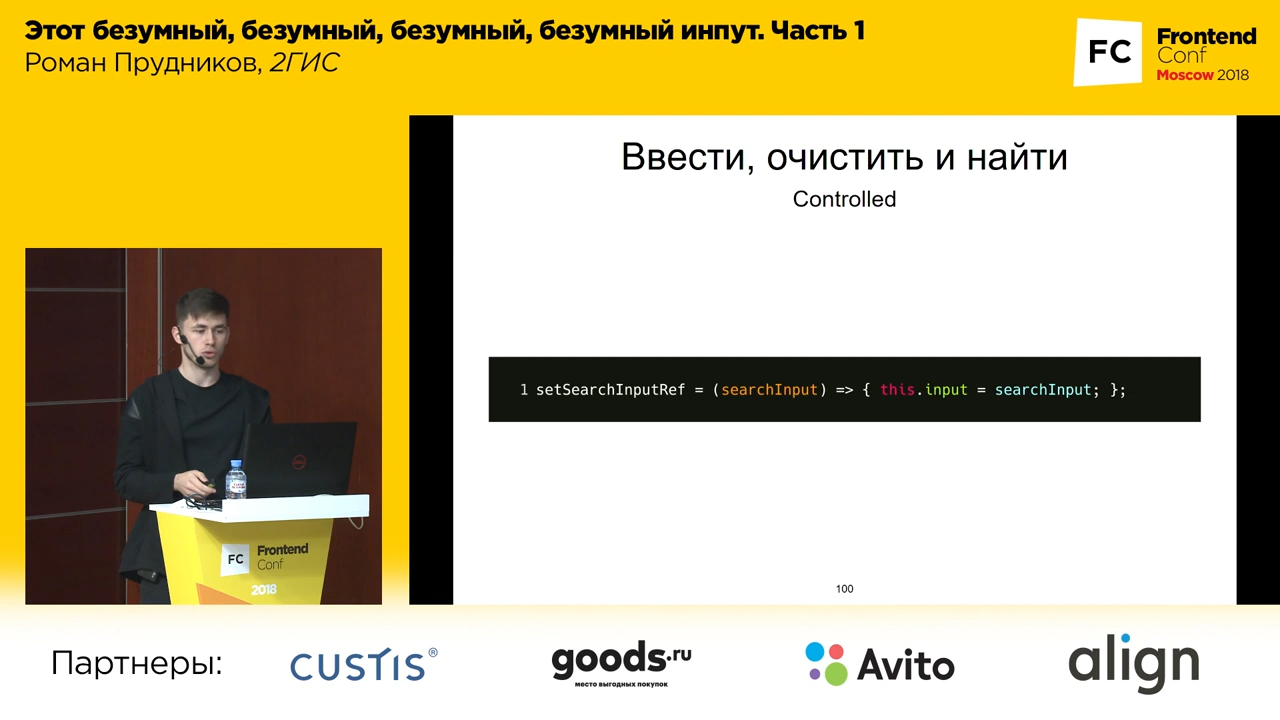 Этот безумный, безумный, безумный, безумный инпут. Часть 1
Роман Прудников, 2ГИС
FC
Frontend
Conf
Moscow 2018
Ввести, очистить и найти
Controlled
1 setSearchInputRef = (searchInput) => { this.input = searchInput; };
100
FC
Frontend
Conf
2018
Партнеры:
CUSTIS®
goods.ru
место выгодных покупок
Avito
align